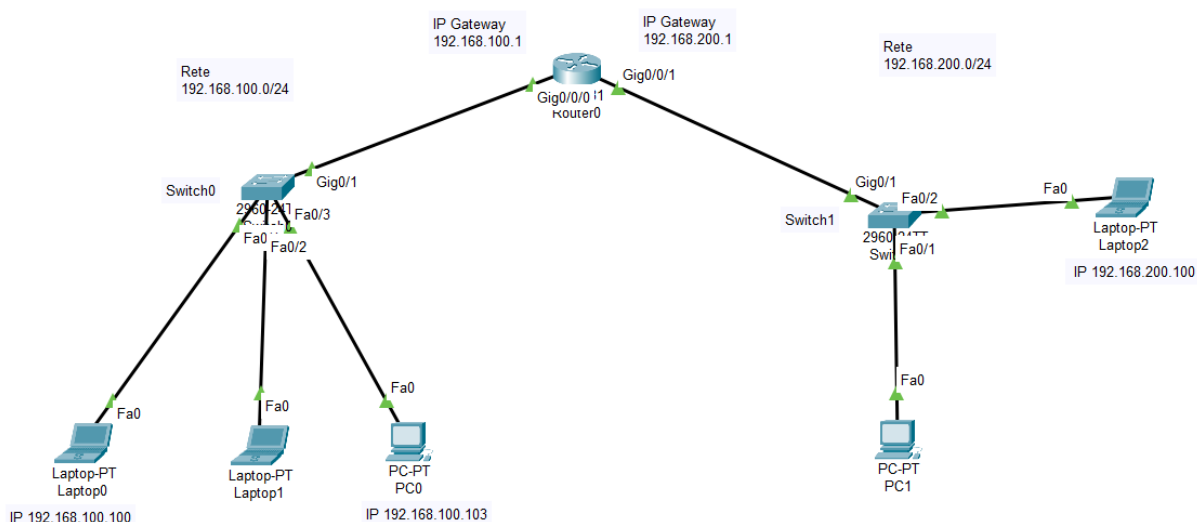 IP Gateway
192.168.100.1
IP Gateway
192.168.200.1
Rete
192.168.100.0/24
Rete
192.168.200.0/24
Gig0/0/1
Gig0/0/0
Router0
Switch0
Gig0/1
Fa0/3
Fa0/2
Gig0/1
Fa0/2
Fa0
Switch1
Fa0/1
Laptop-PT
Laptop2
IP 192.168.200.100
Fa0
Fa0
Fa0
Fa0
Laptop-PT
Laptop0
IP 192.168.100.100
Laptop-PT
Laptop1
PC-PT
PC0
IP 192.168.100.103
PC-PT
PC1